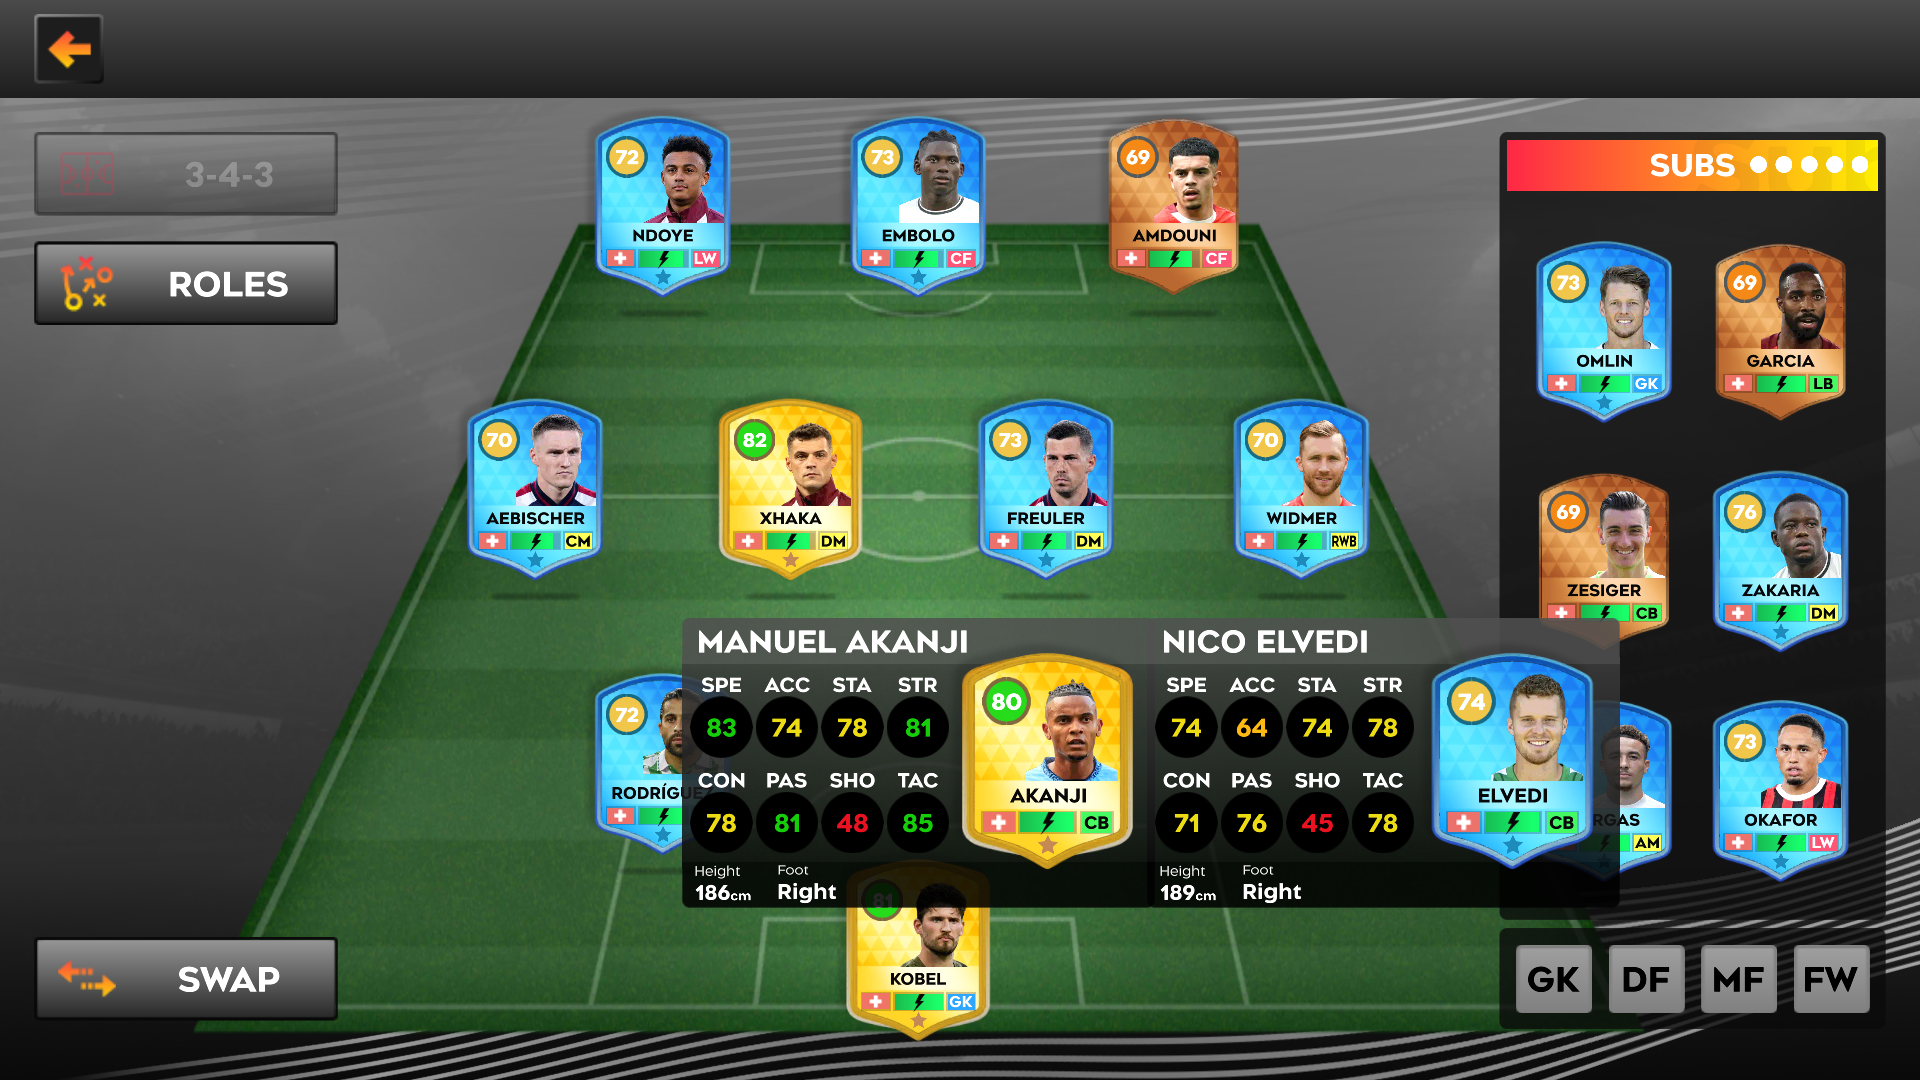 3-4-3
ROLES
72
NDOYE
LW
73
EMBOLO
CF
69
AMDOUNI
CF
SUBS
73
OMLIN
GK
69
GARCIA
LB
70
AEBISCHER
CM
82
XHAKA
DM
73
FREULER
DM
70
WIDMER
RWB
69
ZESIGER
CB
76
ZAKARIA
DM
72
MANUEL AKANJI
SPE ACC STA STR
83 74 78 81
CON PAS SHO TAC
78 81 48 85
Height Foot
186cm Right
80
AKANJI
CB
NICO ELVEDI
SPE ACC STA STR
74 64 74 78
CON PAS SHO TAC
71 76 45 78
Height Foot
189cm Right
74
ELVEDI
CB
AM
73
OKAFOR
LW
81
KOBEL
GK
SWAP
GK DF MF FW